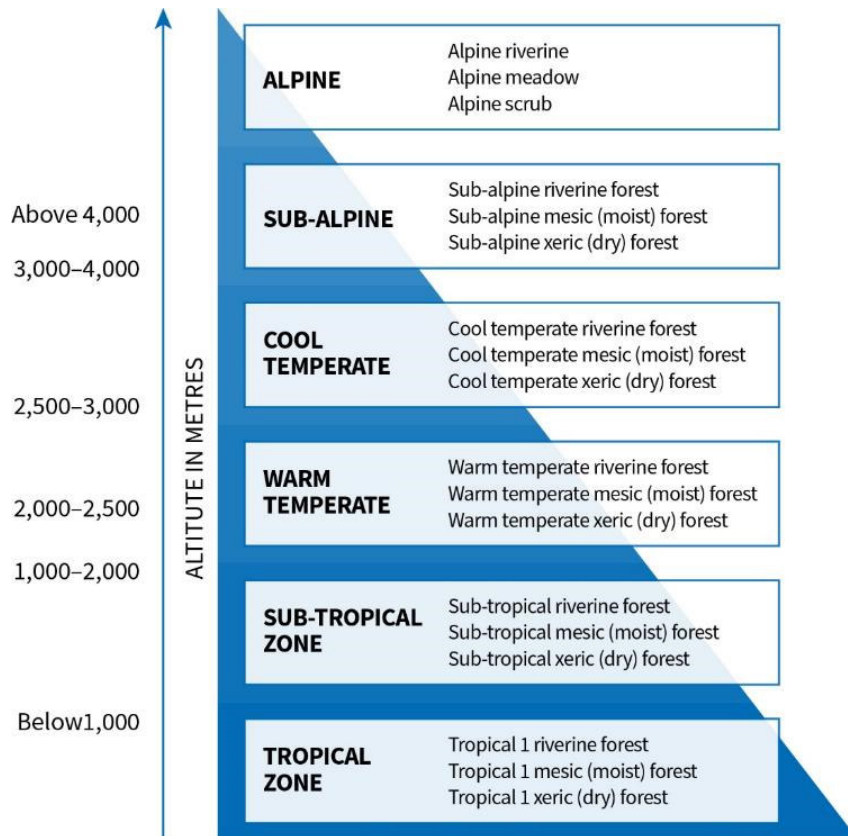 ALPINE
Alpine riverine
Alpine meadow
Alpine scrub
Above 4,000
SUB-ALPINE
Sub-alpine riverine forest
Sub-alpine mesic (moist) forest
Sub-alpine xeric (dry) forest
3,000–4,000
COOL
TEMPERATE
Cool temperate riverine forest
Cool temperate mesic (moist) forest
Cool temperate xeric (dry) forest
2,500–3,000
ALTITUTE IN METRES
WARM
TEMPERATE
Warm temperate riverine forest
Warm temperate mesic (moist) forest
Warm temperate xeric (dry) forest
2,000–2,500
1,000–2,000
SUB-TROPICAL
ZONE
Sub-tropical riverine forest
Sub-tropical mesic (moist) forest
Sub-tropical xeric (dry) forest
Below1,000
TROPICAL
ZONE
Tropical 1 riverine forest
Tropical 1 mesic (moist) forest
Tropical 1 xeric (dry) forest